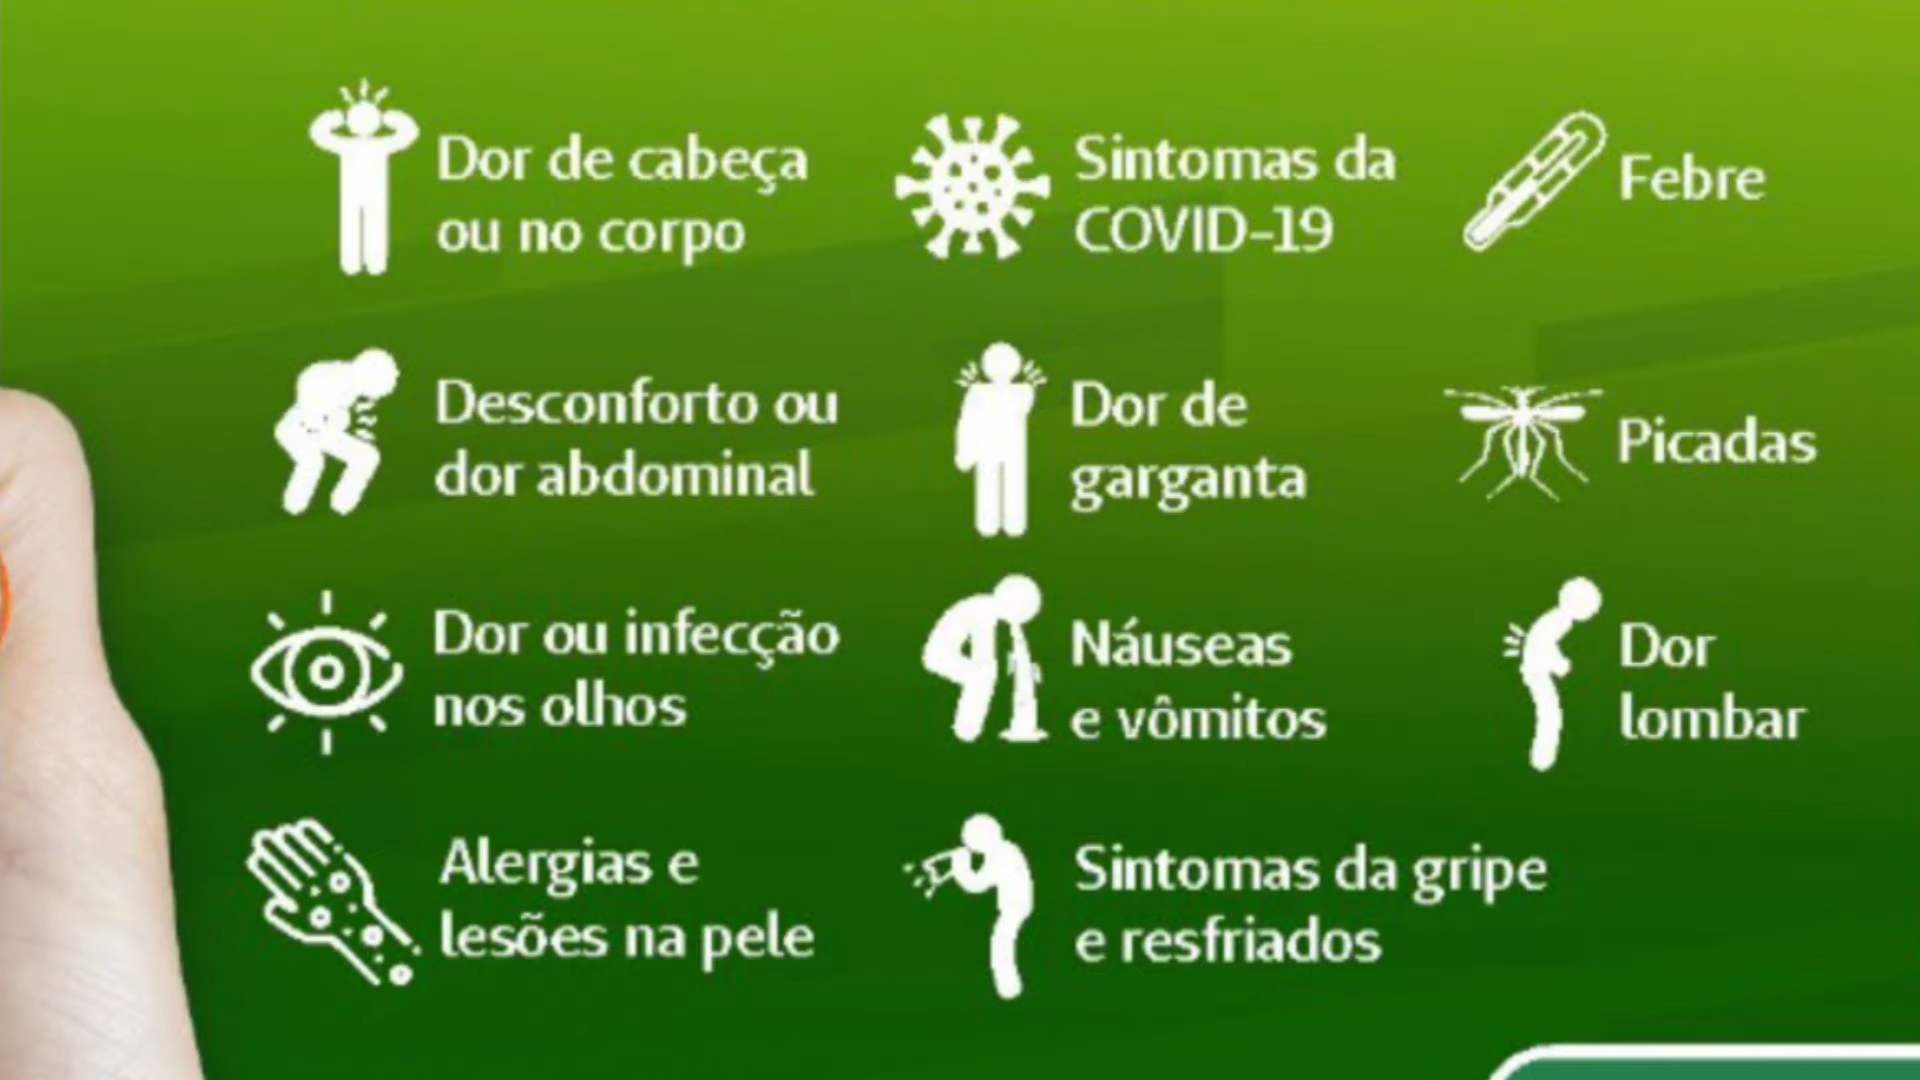 Dor de cabeça
ou no corpo
Sintomas da
COVID-19
Febre
Desconforto ou
dor abdominal
Dor de
garganta
Picadas
Dor ou infecção
nos olhos
Náuseas
e vômitos
Dor
lombar
Alergias e
lesões na pele
Sintomas da gripe
e resfriados